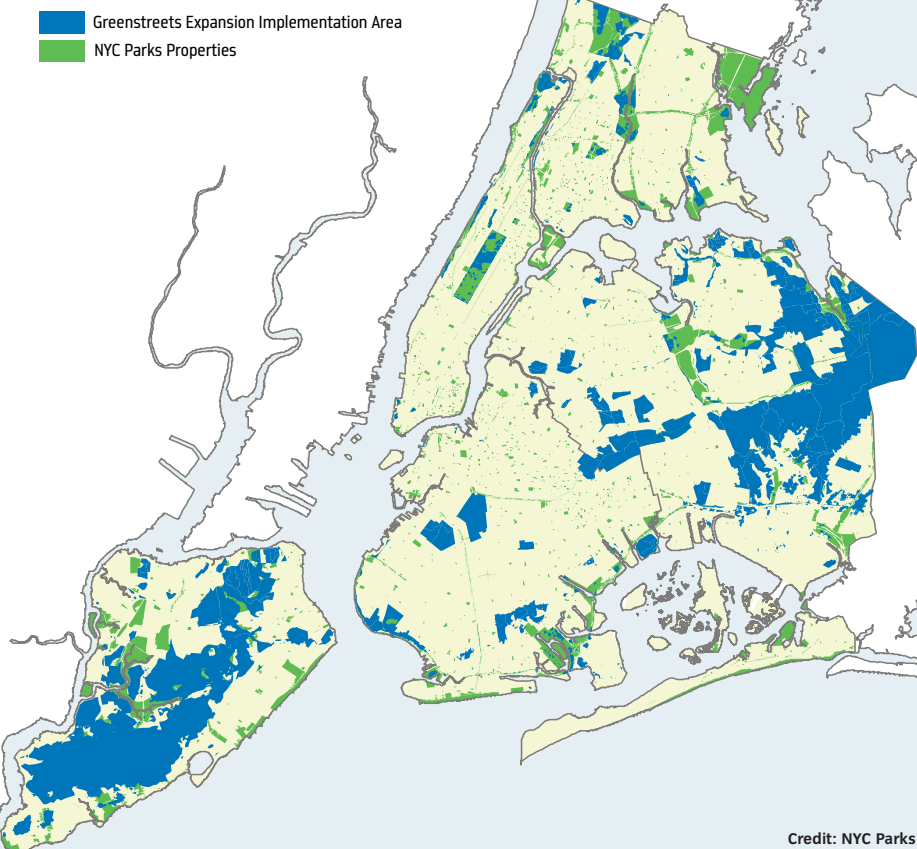 Greenstreets Expansion Implementation Area
NYC Parks Properties
Credit: NYC Parks